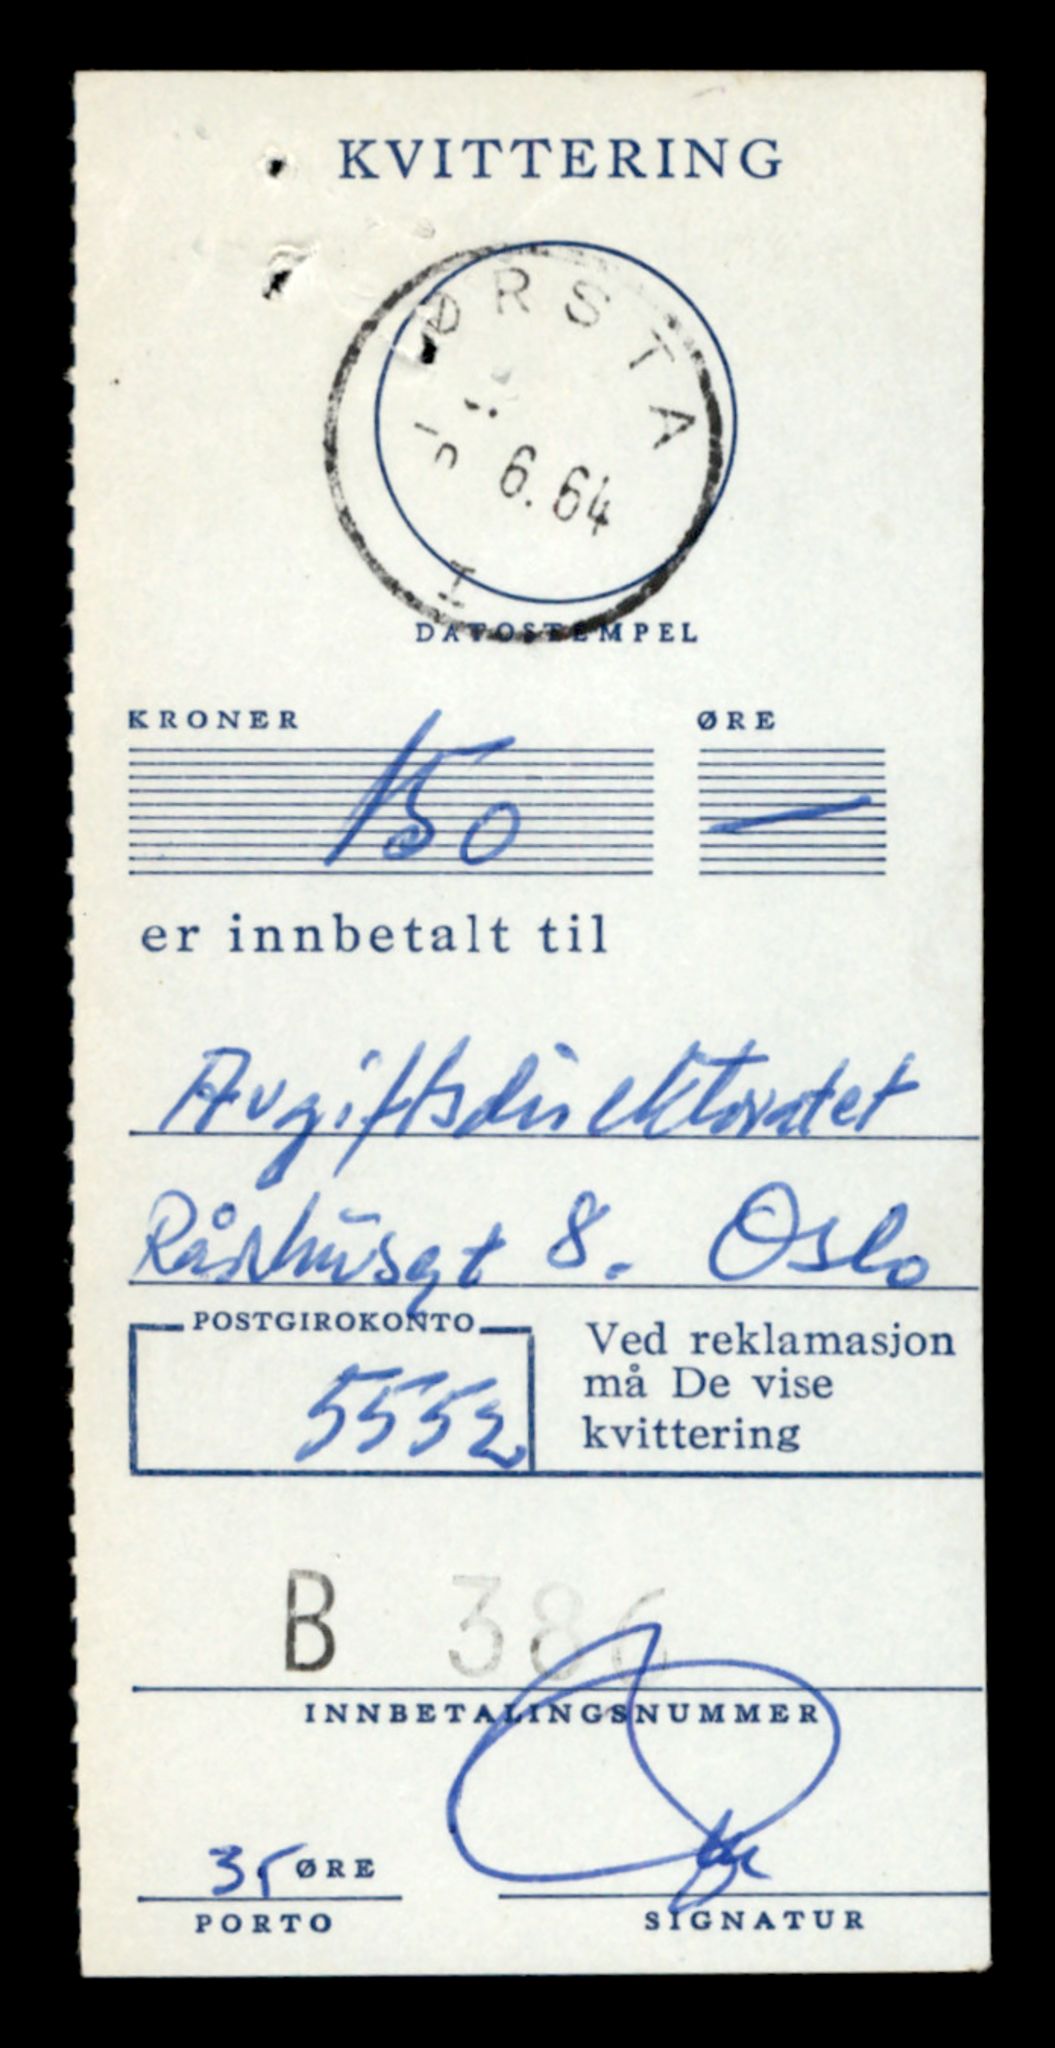 KVITTERING
ØRSTA
6.64
I
DATOSTEMPEL
KRONER ØRE
150 —
er innbetalt til
Avgiftsdirektoratet
Rådhusgt 8. Oslo
POSTGIROKONTO
5552
Ved reklamasjon
må De vise
kvittering
B 386
INNBETALINGSNUMMER
35 ØRE
PORTO
SIGNATUR